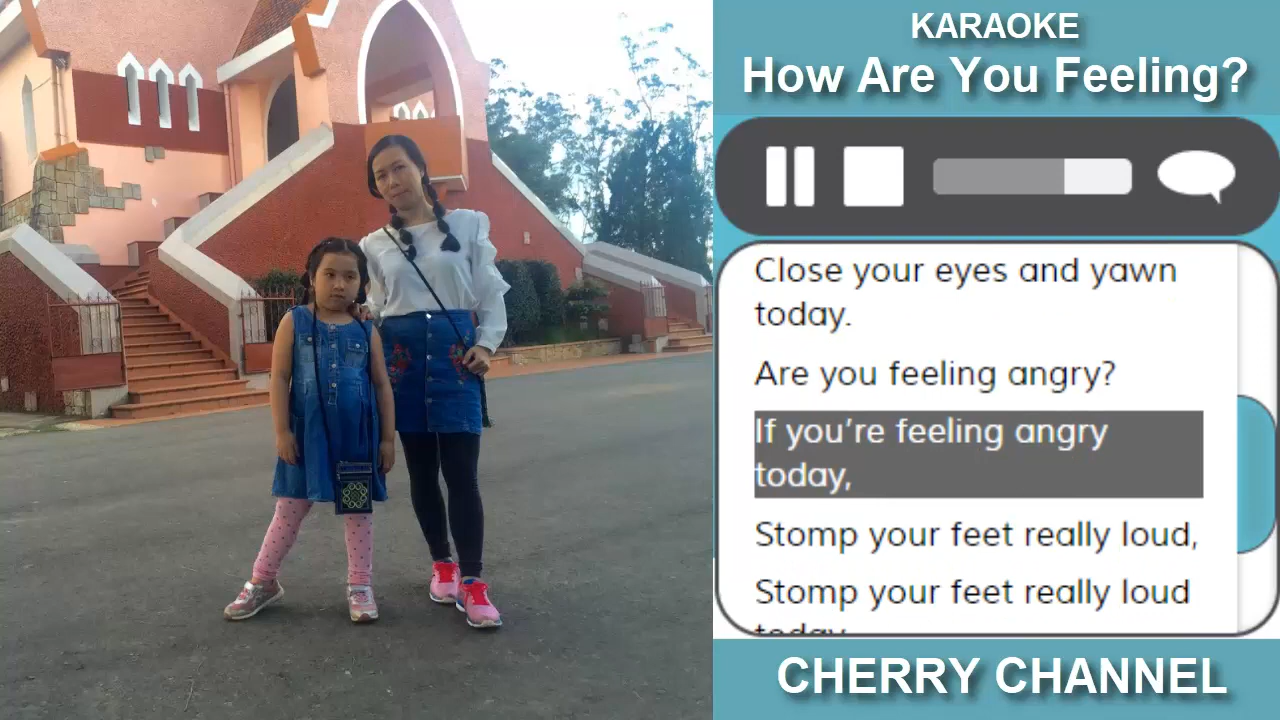 KARAOKE
How Are You Feeling?
Close your eyes and yawn
today.
Are you feeling angry?
If you're feeling angry
today,
Stomp your feet really loud,
Stomp your feet really loud
today
CHERRY CHANNEL